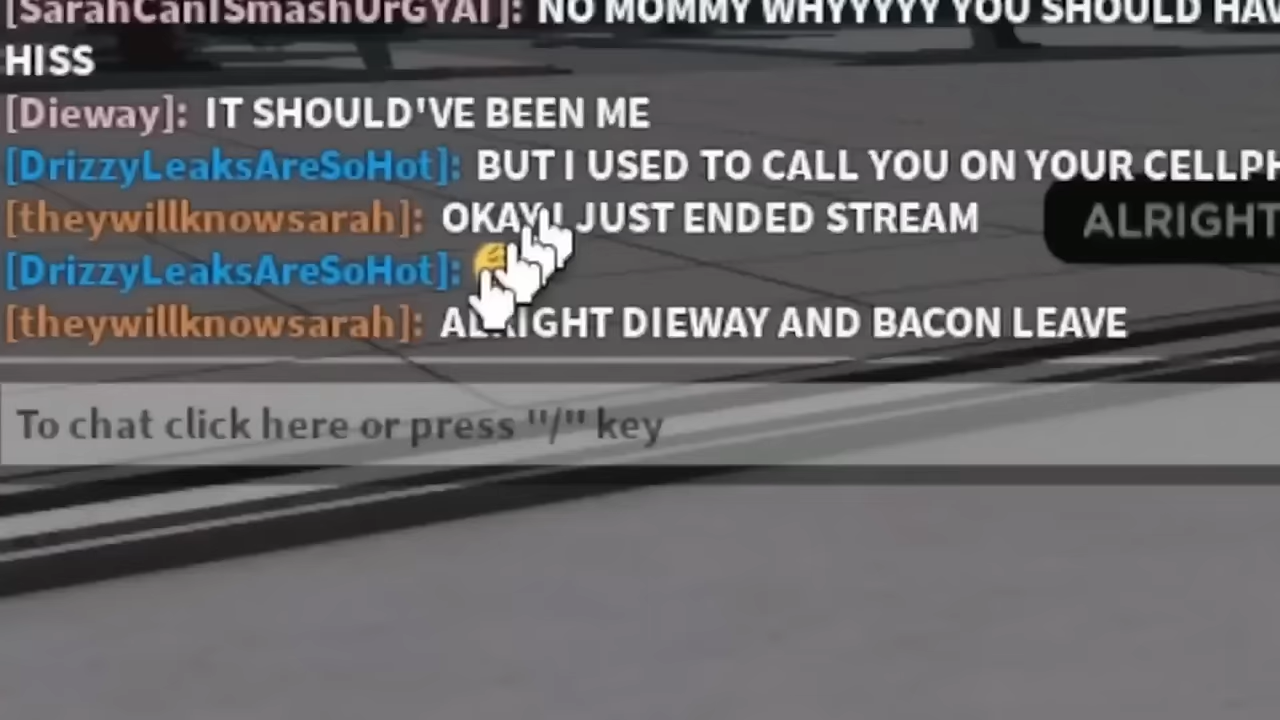 [SarahCanISmashUrGYAT]: NO MOMMY WHYYYYY YOU SHOULD HAV
HISS
[Dieway]: IT SHOULD'VE BEEN ME
[DrizzyLeaksAreSoHot]: BUT I USED TO CALL YOU ON YOUR CELLPH
[theywillknowsarah]: OKAY I JUST ENDED STREAM
ALRIGHT
[DrizzyLeaksAreSoHot]:
[theywillknowsarah]: ALRIGHT DIEWAY AND BACON LEAVE
To chat click here or press "/" key